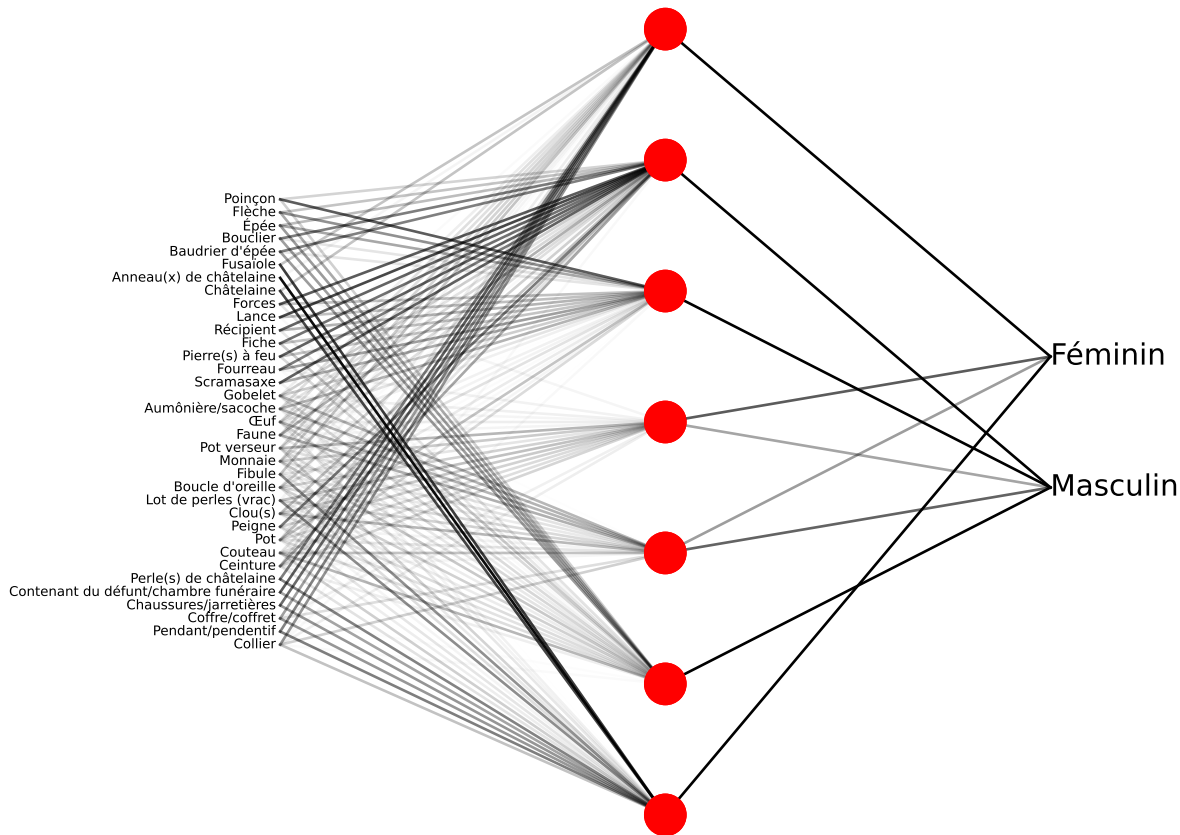 Poinçon
Flèche
Épée
Bouclier
Baudrier d'épée
Fusaïole
Anneau(x) de châtelaine
Châtelaine
Forces
Lance
Récipient
Fiche
Pierre(s) à feu
Fourreau
Scramasaxe
Gobelet
Aumônière/sacoche
Œuf
Faune
Pot verseur
Monnaie
Fibule
Boucle d'oreille
Lot de perles (vrac)
Clou(s)
Peigne
Pot
Couteau
Ceinture
Perle(s) de châtelaine
Contenant du défunt/chambre funéraire
Chaussures/jarretières
Coffre/coffret
Pendant/pendentif
Collier
Féminin
Masculin